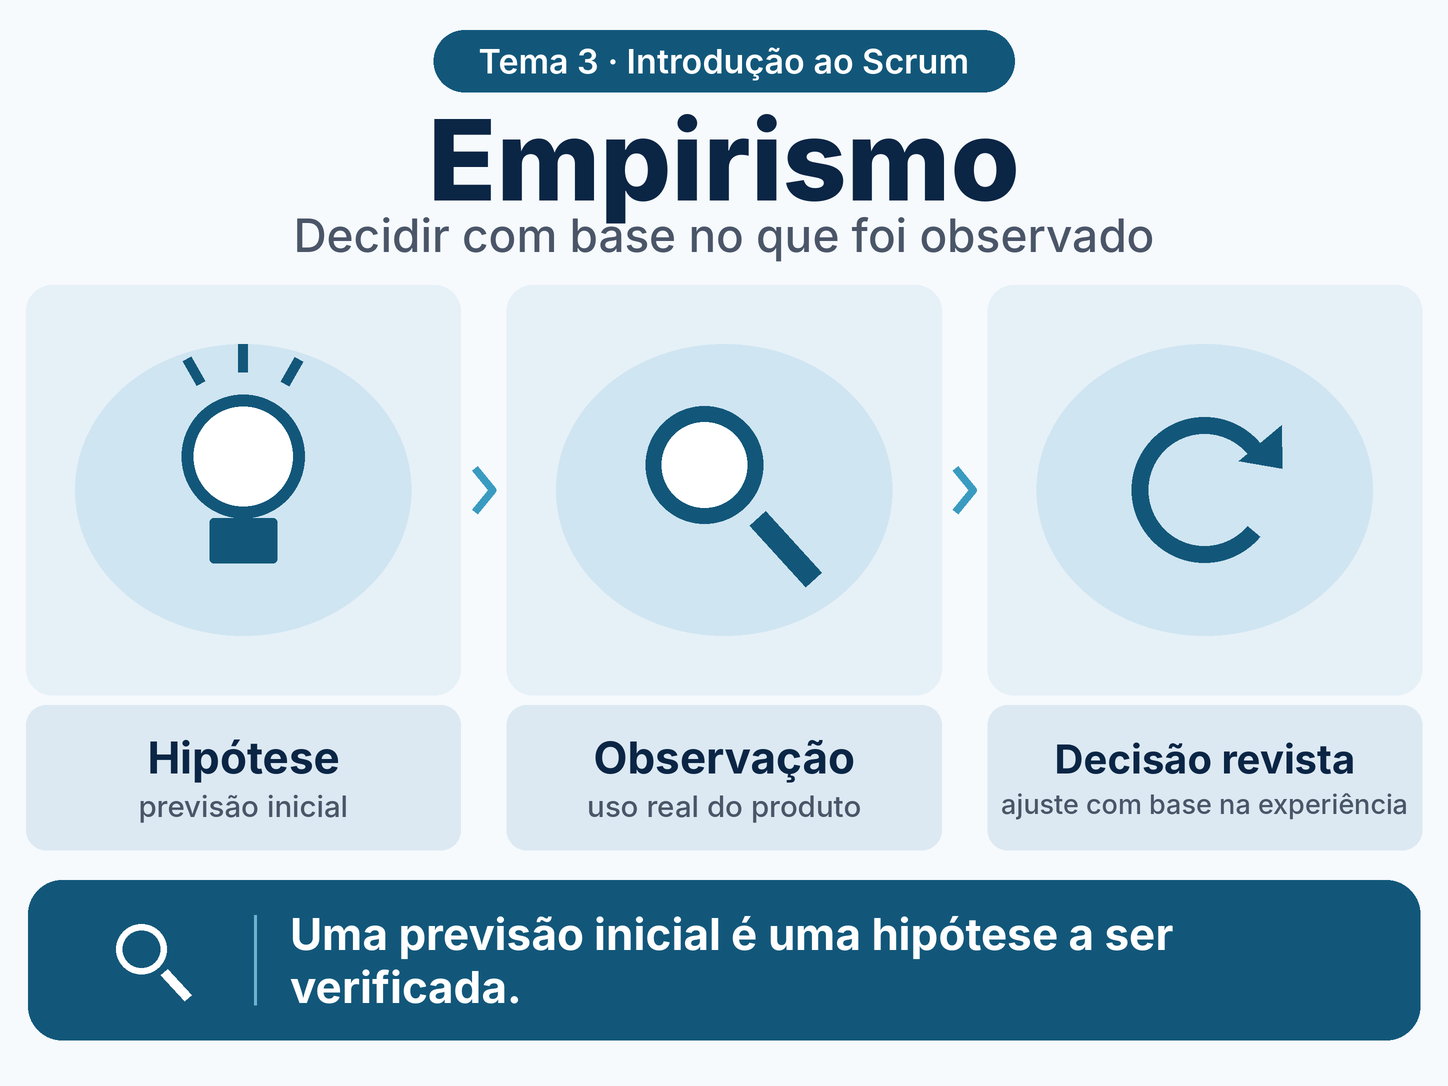 Tema 3 · Introdução ao Scrum
Empirismo
Decidir com base no que foi observado
Hipótese
previsão inicial
Observação
uso real do produto
Decisão revista
ajuste com base na experiência
Uma previsão inicial é uma hipótese a ser
verificada.